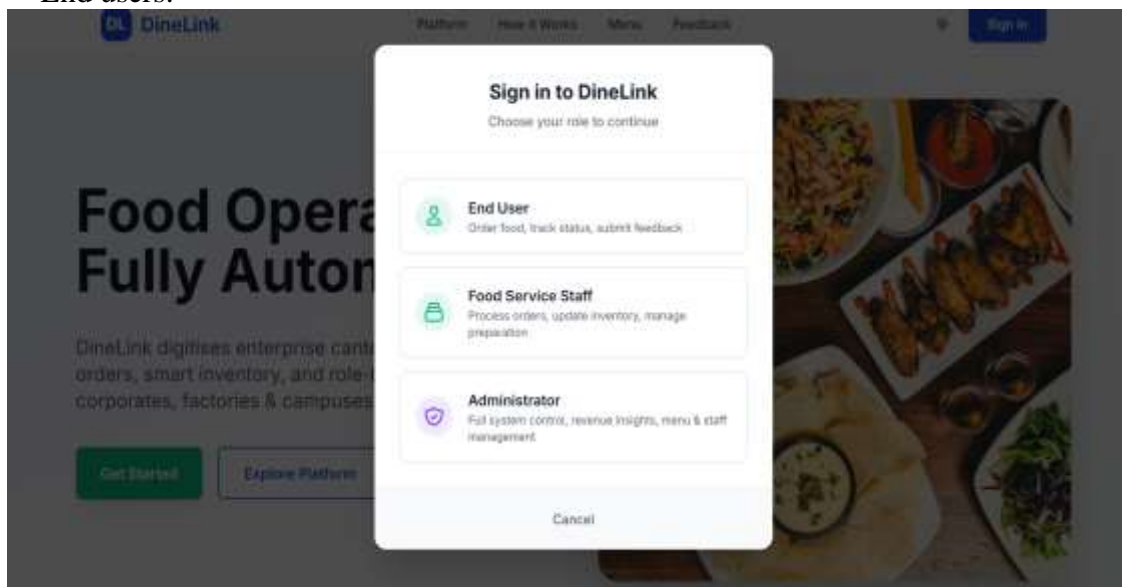 End users.
DL DineLink
Platform How it Works Menu Feedback
Sign in
Sign in to DineLink
Choose your role to continue
End User
Order food, track status, submit feedback
Food Service Staff
Process orders, update inventory, manage
preparation
Administrator
Full system control, revenue insights, menu & staff
management
Cancel
Food Opera
Fully Auton
DineLink digitises enterprise cante
orders, smart inventory, and role-
corporates, factories & campuses
Get Started
Explore Platform